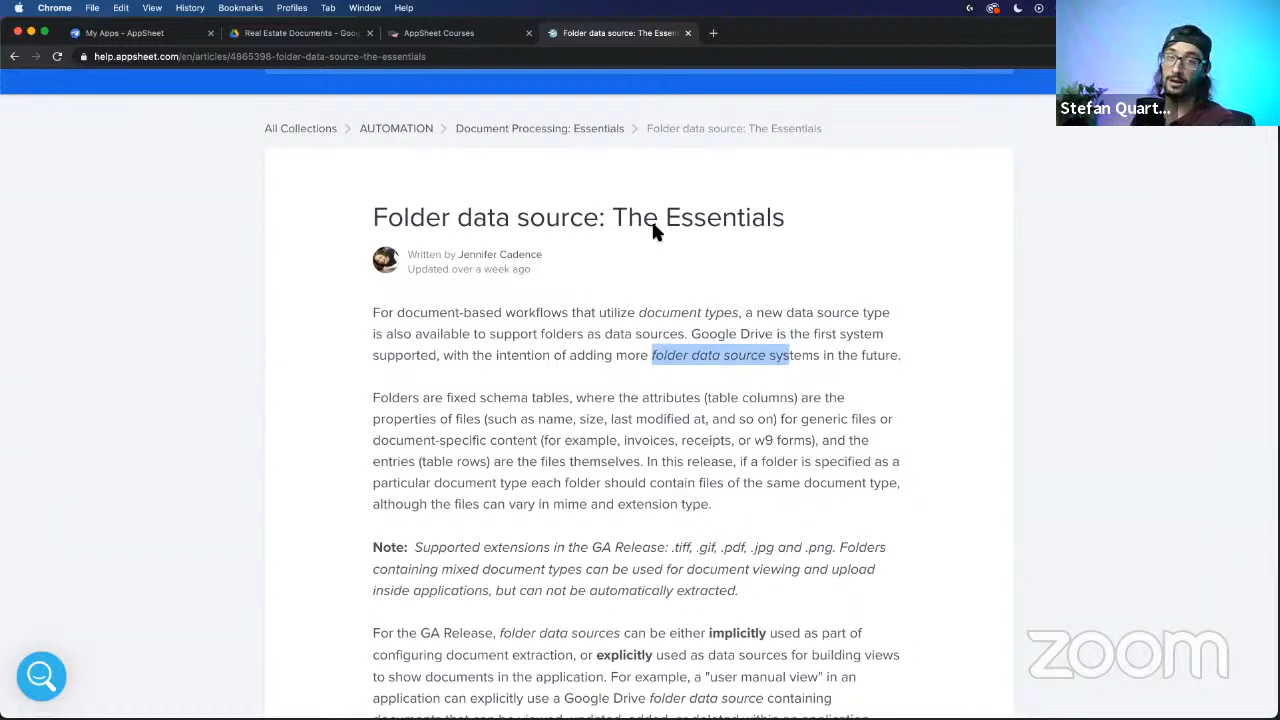 Chrome File Edit View History Bookmarks Profiles Tab Window Help
My Apps - AppSheet
Real Estate Documents - Goo
AppSheet Courses
Folder data source: The Essen
help.appsheet.com/en/articles/4865398-folder-data-source-the-essentials
Stefan Quart...
All Collections
AUTOMATION
Document Processing: Essentials
Folder data source: The Essentials
Folder data source: The Essentials
Written by Jennifer Cadence
Updated over a week ago
For document-based workflows that utilize document types, a new data source type
is also available to support folders as data sources. Google Drive is the first system
supported, with the intention of adding more folder data source systems in the future.
Folders are fixed schema tables, where the attributes (table columns) are the
properties of files (such as name, size, last modified at, and so on) for generic files or
document-specific content (for example, invoices, receipts, or w9 forms), and the
entries (table rows) are the files themselves. In this release, if a folder is specified as a
particular document type each folder should contain files of the same document type,
although the files can vary in mime and extension type.
Note: Supported extensions in the GA Release: .tiff, .gif, .pdf, .jpg and .png. Folders
containing mixed document types can be used for document viewing and upload
inside applications, but can not be automatically extracted.
For the GA Release, folder data sources can be either implicitly used as part of
configuring document extraction, or explicitly used as data sources for building views
to show documents in the application. For example, a "user manual view" in an
application can explicitly use a Google Drive folder data source containing
documents that can be viewed, updated, added, or deleted within an application
zoom